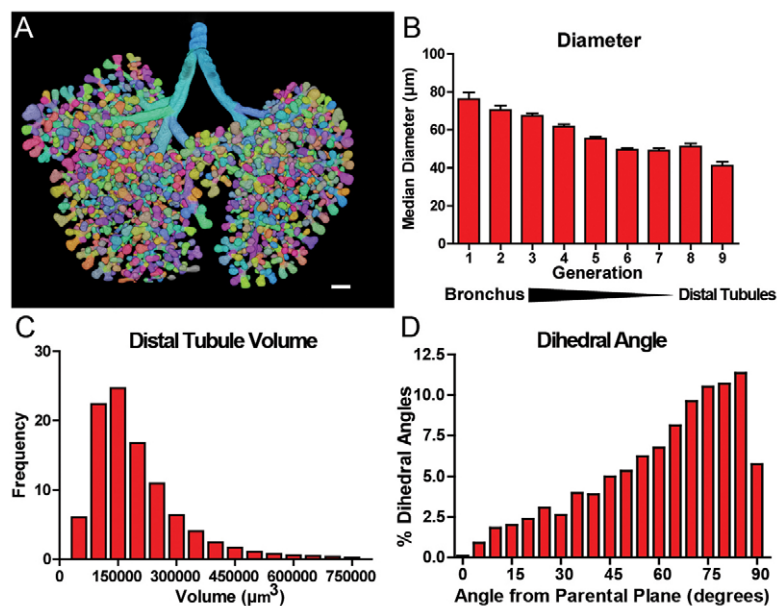 A
B
Diameter
Median Diameter (µm)
100
80
60
40
20
0
1 2 3 4 5 6 7 8 9
Generation
Bronchus Distal Tubules
C
Distal Tubule Volume
Frequency
30
20
10
0
0 150000 300000 450000 600000 750000
Volume (µm³)
D
Dihedral Angle
% Dihedral Angles
12.5
10.0
7.5
5.0
2.5
0.0
0 15 30 45 60 75 90
Angle from Parental Plane (degrees)